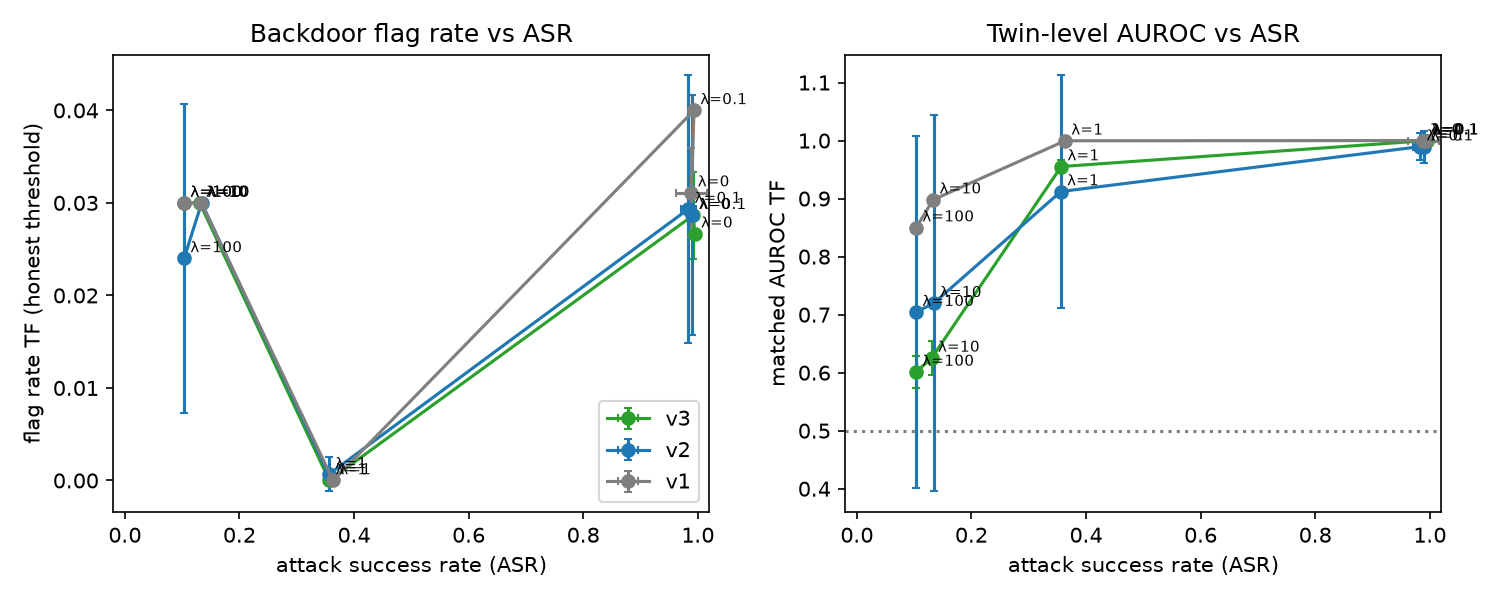 Backdoor flag rate vs ASR
flag rate TF (honest threshold)
0.04
0.03
0.02
0.01
0.00
λ=100
λ=1
λ=0.1
λ=0
λ=0.1
λ=0
v3
v2
v1
0.0
0.2
0.4
0.6
0.8
1.0
attack success rate (ASR)
Twin-level AUROC vs ASR
matched AUROC TF
1.1
1.0
0.9
0.8
0.7
0.6
0.5
0.4
λ=1
λ=1
λ=1
λ=10
λ=100
λ=10
λ=100
λ=10
λ=100
0.0
0.2
0.4
0.6
0.8
1.0
attack success rate (ASR)